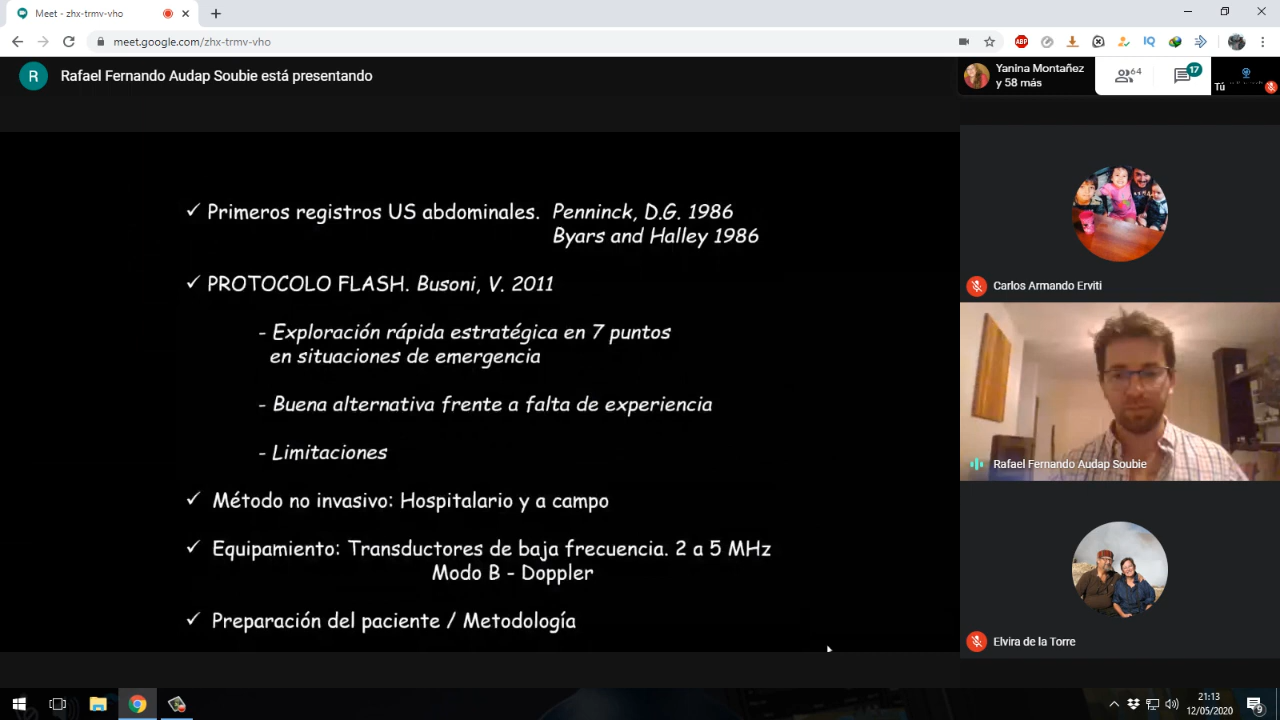 Meet - zhx-trmv-vho
meet.google.com/zhx-trmv-vho
ABP
IQ
R
Rafael Fernando Audap Soubie está presentando
Yanina Montañez
y 58 más
64
17
Tú
✓ Primeros registros US abdominales. Penninck, D.G. 1986
Byars and Halley 1986
✓ PROTOCOLO FLASH. Busoni, V. 2011
- Exploración rápida estratégica en 7 puntos
en situaciones de emergencia
- Buena alternativa frente a falta de experiencia
- Limitaciones
✓ Método no invasivo: Hospitalario y a campo
✓ Equipamiento: Transductores de baja frecuencia. 2 a 5 MHz
Modo B - Doppler
✓ Preparación del paciente / Metodología
Carlos Armando Erviti
Rafael Fernando Audap Soubie
Elvira de la Torre
21:13
12/05/2020
9